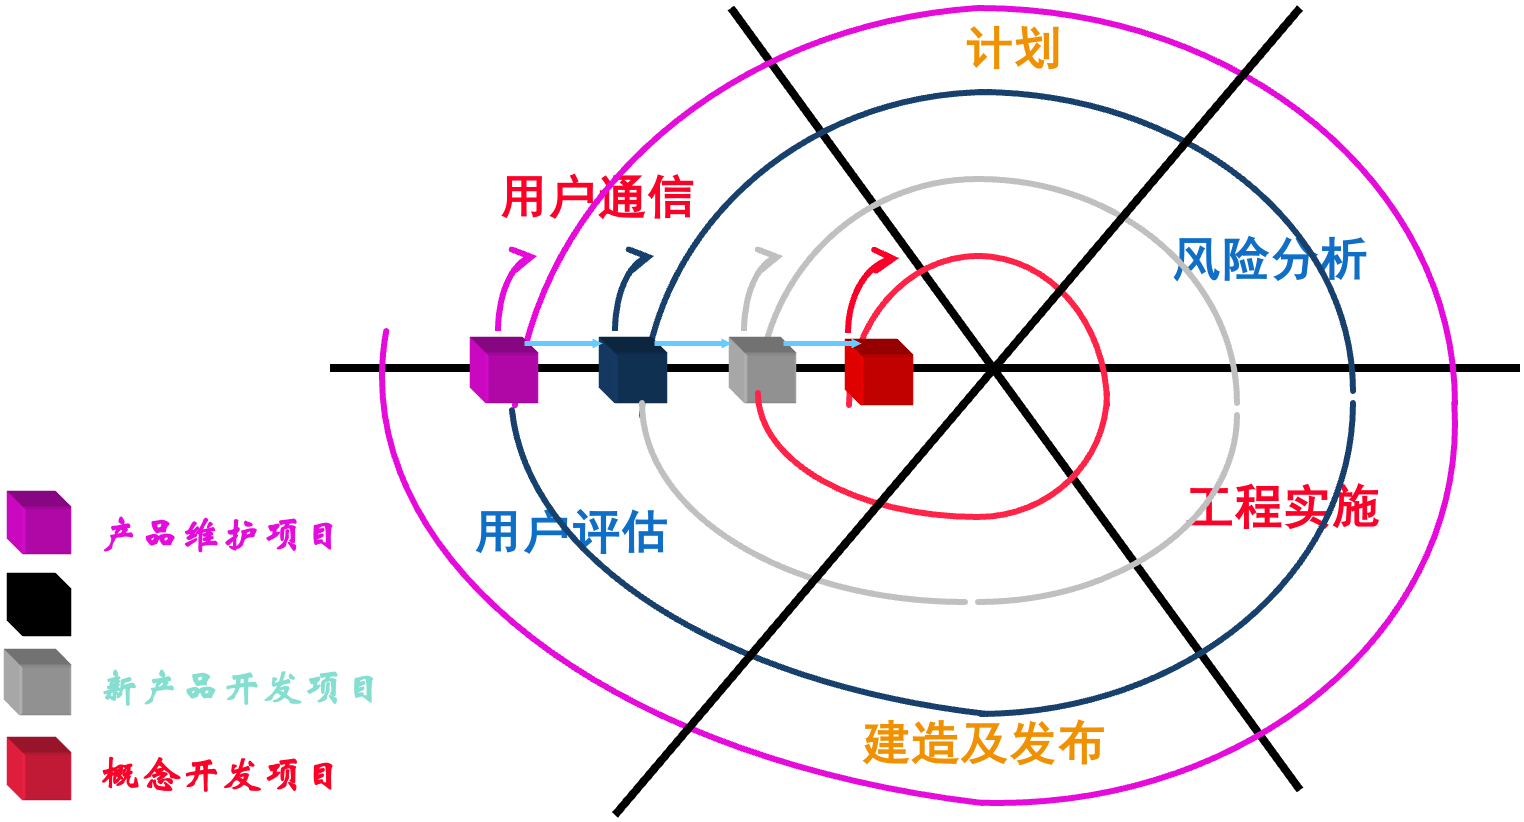 计划
用户通信
风险分析
工程实施
用户评估
产品维护项目
新产品开发项目
建造及发布
概念开发项目